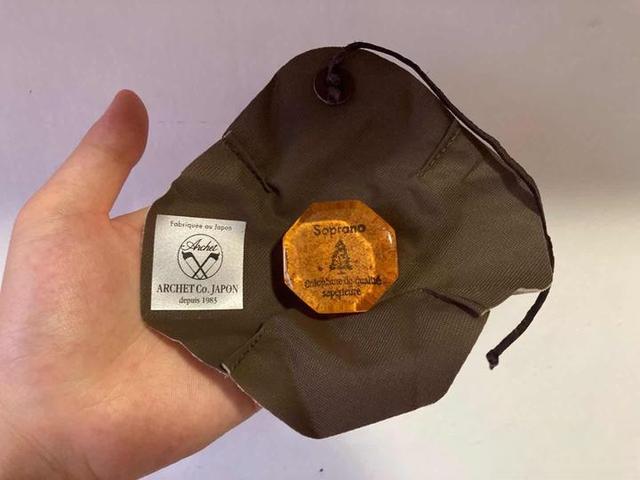 Fabriquée au Japon
Archet
ARCHET Co. JAPON
depuis 1985
Soprano
Colophane de qualité
supérieure